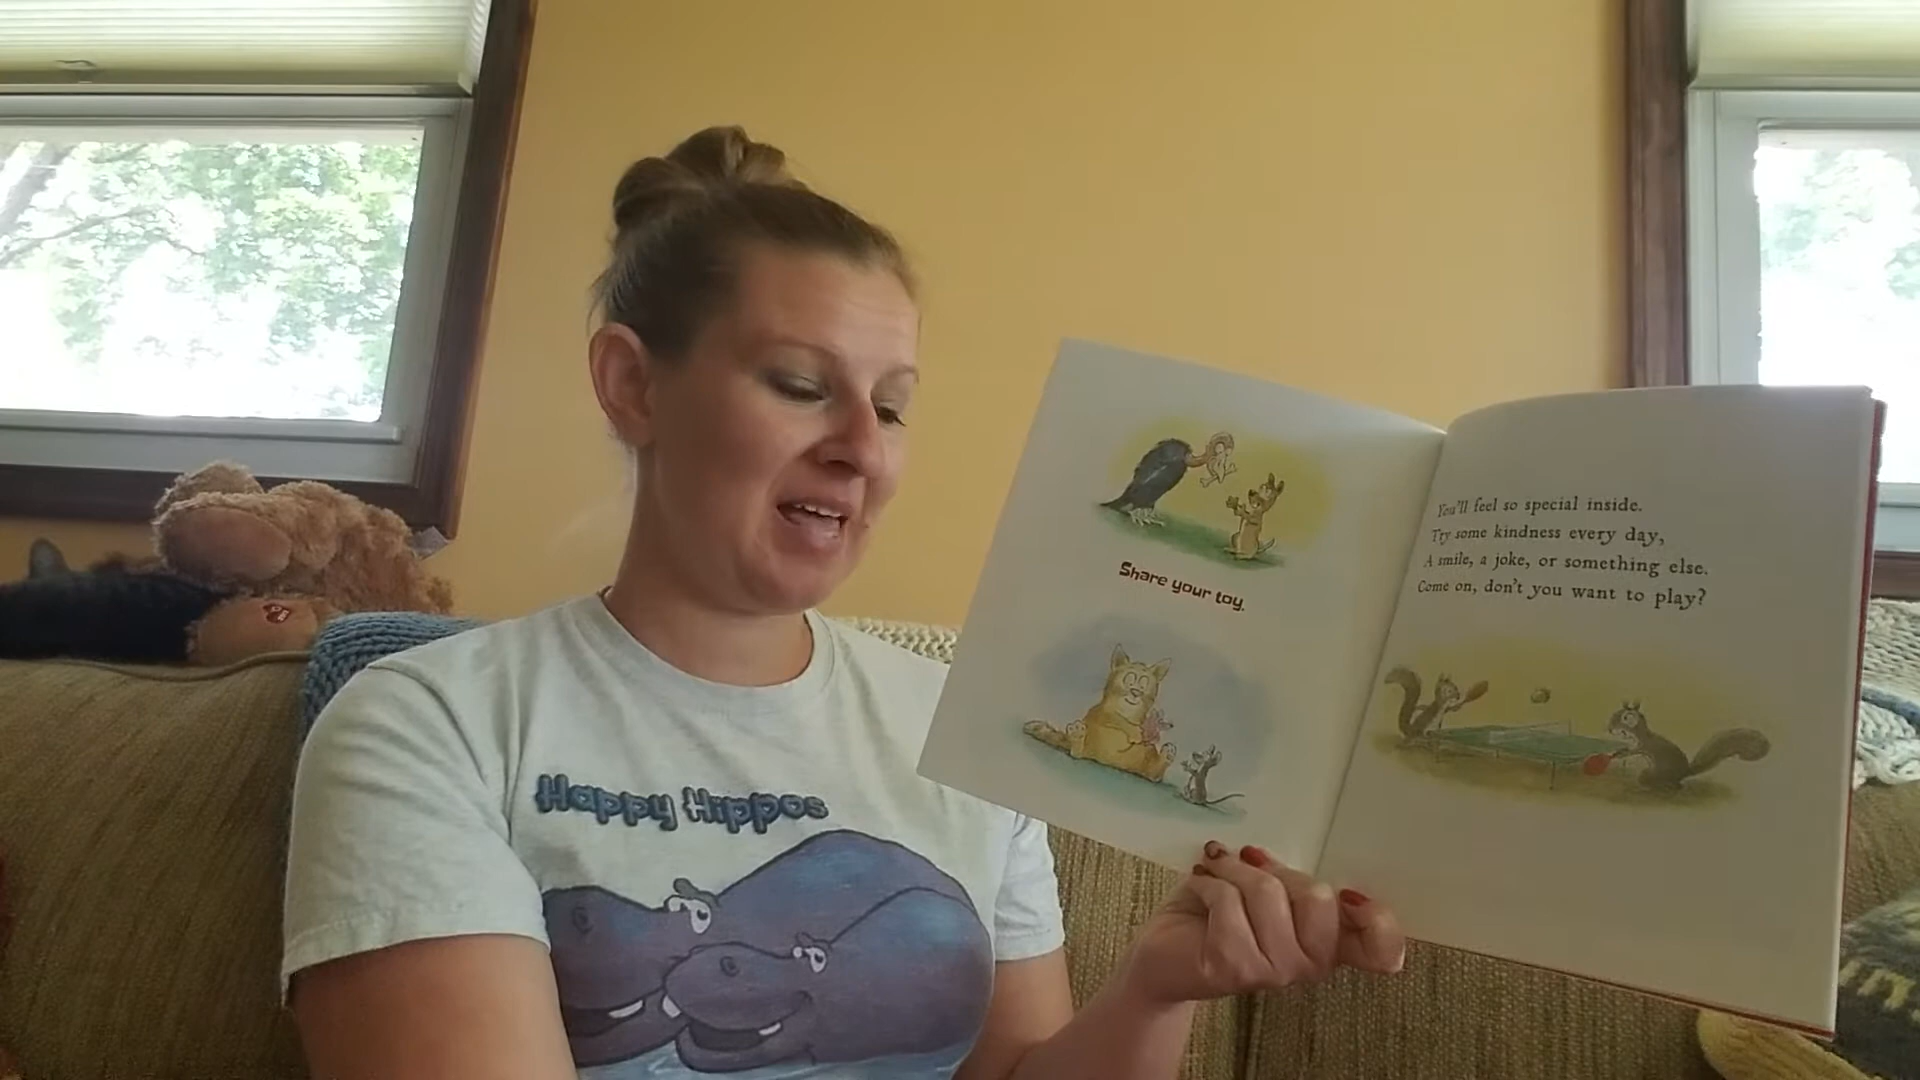 Happy Hippos
Share your toy.
You'll feel so special inside.
Try some kindness every day,
A smile, a joke, or something else.
Come on, don't you want to play?